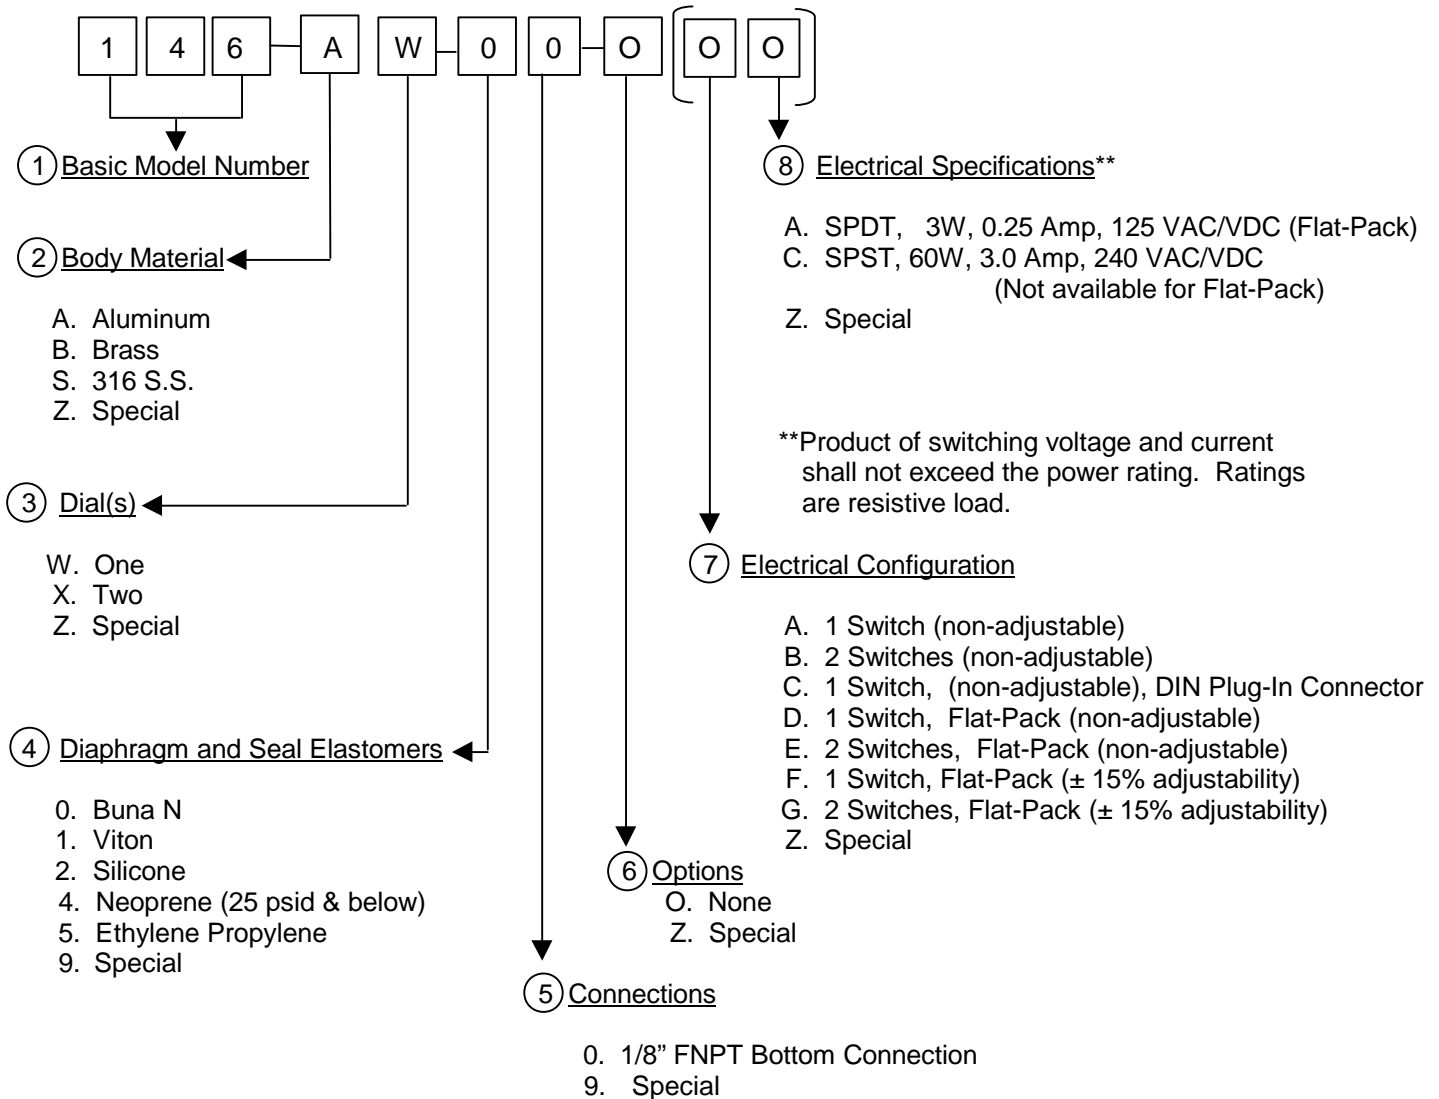 1 4 6 A W 0 0 O O O
1 Basic Model Number
2 Body Material
A. Aluminum
B. Brass
S. 316 S.S.
Z. Special
3 Dial(s)
W. One
X. Two
Z. Special
4 Diaphragm and Seal Elastomers
0. Buna N
1. Viton
2. Silicone
4. Neoprene (25 psid & below)
5. Ethylene Propylene
9. Special
5 Connections
0. 1/8” FNPT Bottom Connection
9. Special
6 Options
O. None
Z. Special
7 Electrical Configuration
A. 1 Switch (non-adjustable)
B. 2 Switches (non-adjustable)
C. 1 Switch, (non-adjustable), DIN Plug-In Connector
D. 1 Switch, Flat-Pack (non-adjustable)
E. 2 Switches, Flat-Pack (non-adjustable)
F. 1 Switch, Flat-Pack (± 15% adjustability)
G. 2 Switches, Flat-Pack (± 15% adjustability)
Z. Special
8 Electrical Specifications**
A. SPDT, 3W, 0.25 Amp, 125 VAC/VDC (Flat-Pack)
C. SPST, 60W, 3.0 Amp, 240 VAC/VDC
(Not available for Flat-Pack)
Z. Special
**Product of switching voltage and current
shall not exceed the power rating. Ratings
are resistive load.